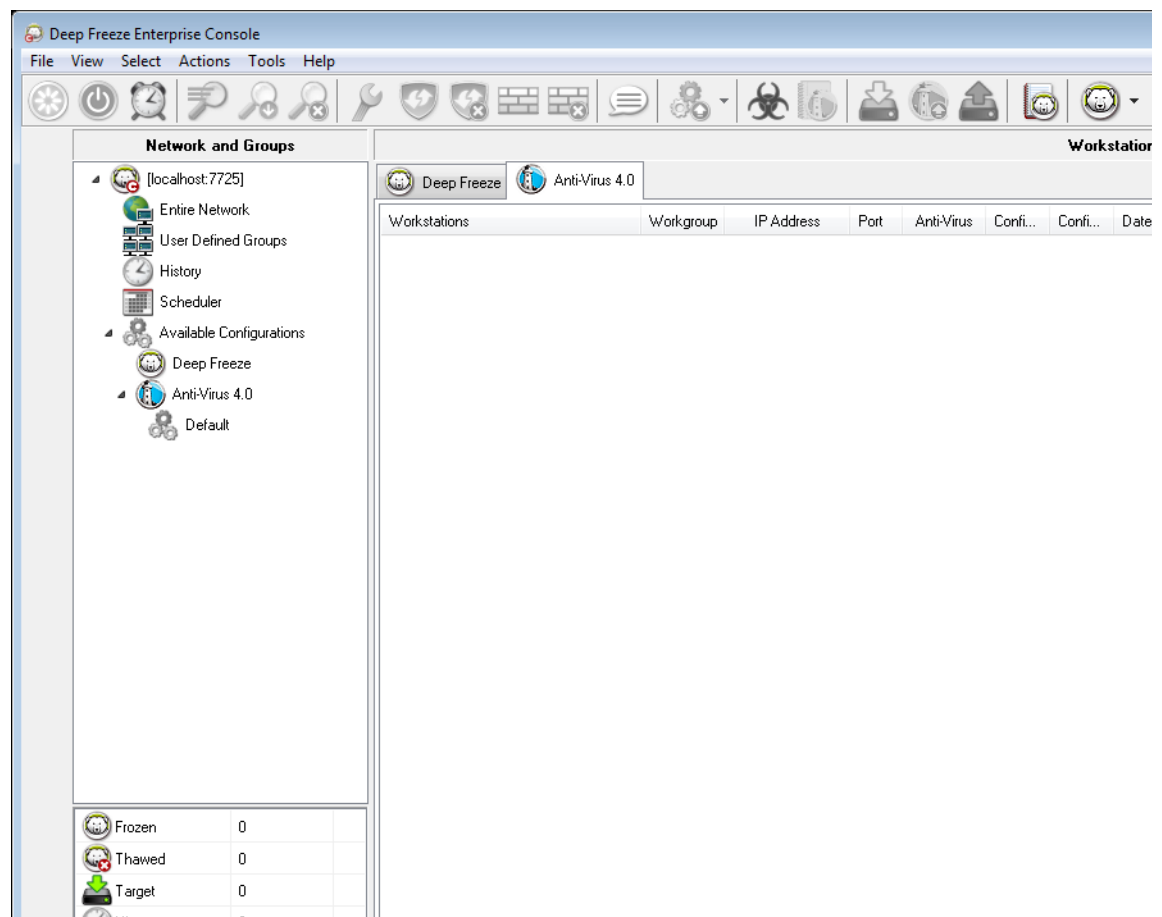 Deep Freeze Enterprise Console
File View Select Actions Tools Help
Network and Groups
Workstation
[localhost:7725]
Entire Network
User Defined Groups
History
Scheduler
Available Configurations
Deep Freeze
Anti-Virus 4.0
Default
Deep Freeze Anti-Virus 4.0
Workstations Workgroup IP Address Port Anti-Virus Confi... Confi... Date
Frozen 0
Thawed 0
Target 0